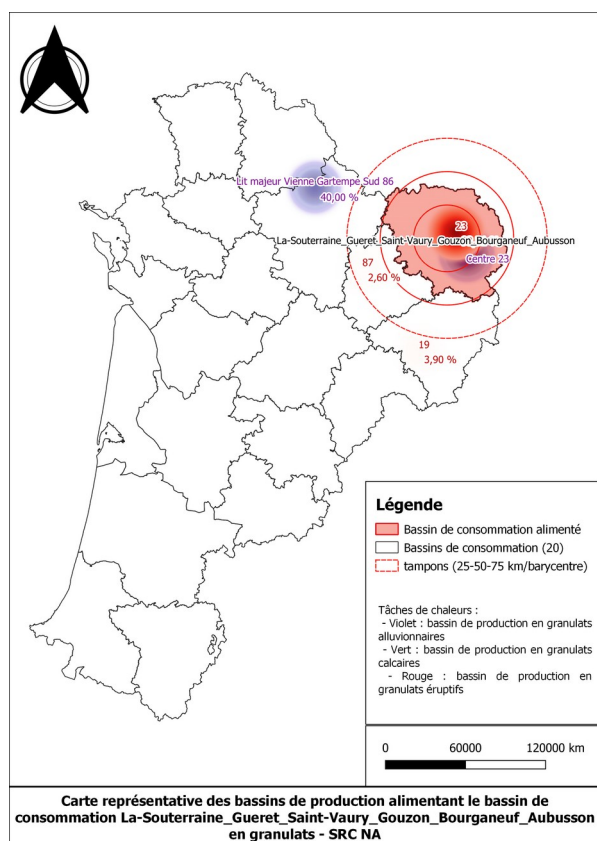 Lit majeur Vienne Gartempe Sud 86
40,00 %
23
La-Souterraine_Gueret_Saint-Vaury_Gouzon_Bourganeuf_Aubusson
Centre 23
87
2,60 %
19
3,90 %
Légende
Bassin de consommation alimenté
Bassins de consommation (20)
tampons (25-50-75 km/barycentre)
Tâches de chaleurs :
- Violet : bassin de production en granulats
alluvionnaires
- Vert : bassin de production en granulats
calcaires
- Rouge : bassin de production en
granulats éruptifs
0 60000 120000 km
Carte représentative des bassins de production alimentant le bassin de
consommation La-Souterraine_Gueret_Saint-Vaury_Gouzon_Bourganeuf_Aubusson
en granulats - SRC NA